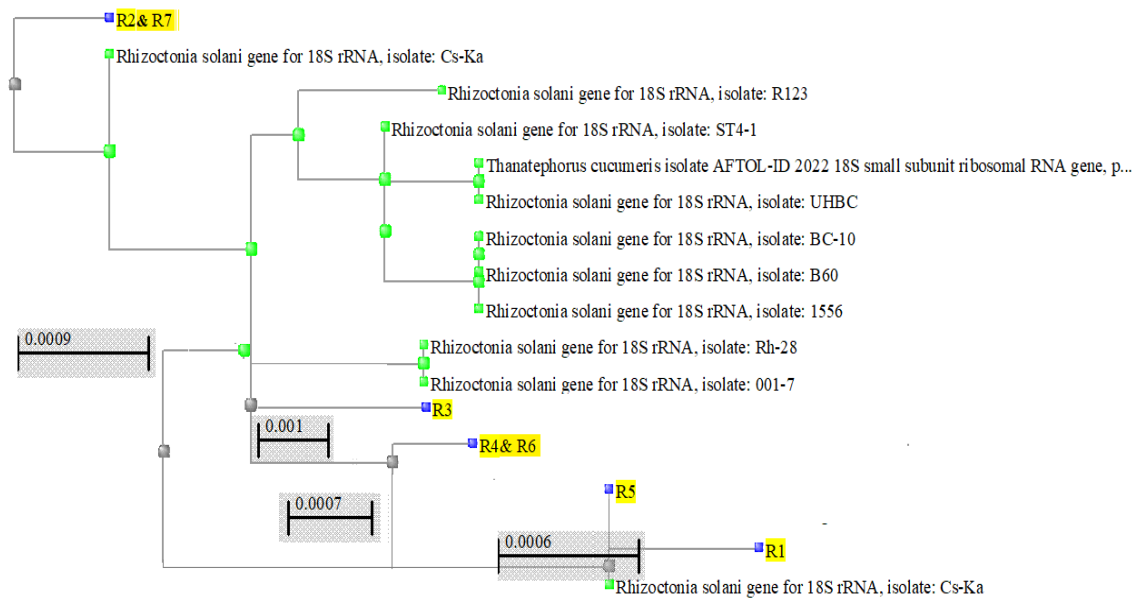 R2& R7
Rhizoctonia solani gene for 18S rRNA, isolate: Cs-Ka
Rhizoctonia solani gene for 18S rRNA, isolate: R123
Rhizoctonia solani gene for 18S rRNA, isolate: ST4-1
Thanatephorus cucumeris isolate AFTOL-ID 2022 18S small subunit ribosomal RNA gene, p...
Rhizoctonia solani gene for 18S rRNA, isolate: UHBC
Rhizoctonia solani gene for 18S rRNA, isolate: BC-10
Rhizoctonia solani gene for 18S rRNA, isolate: B60
Rhizoctonia solani gene for 18S rRNA, isolate: 1556
0.0009
Rhizoctonia solani gene for 18S rRNA, isolate: Rh-28
Rhizoctonia solani gene for 18S rRNA, isolate: 001-7
R3
0.001
R4& R6
R5
0.0007
0.0006
R1
Rhizoctonia solani gene for 18S rRNA, isolate: Cs-Ka